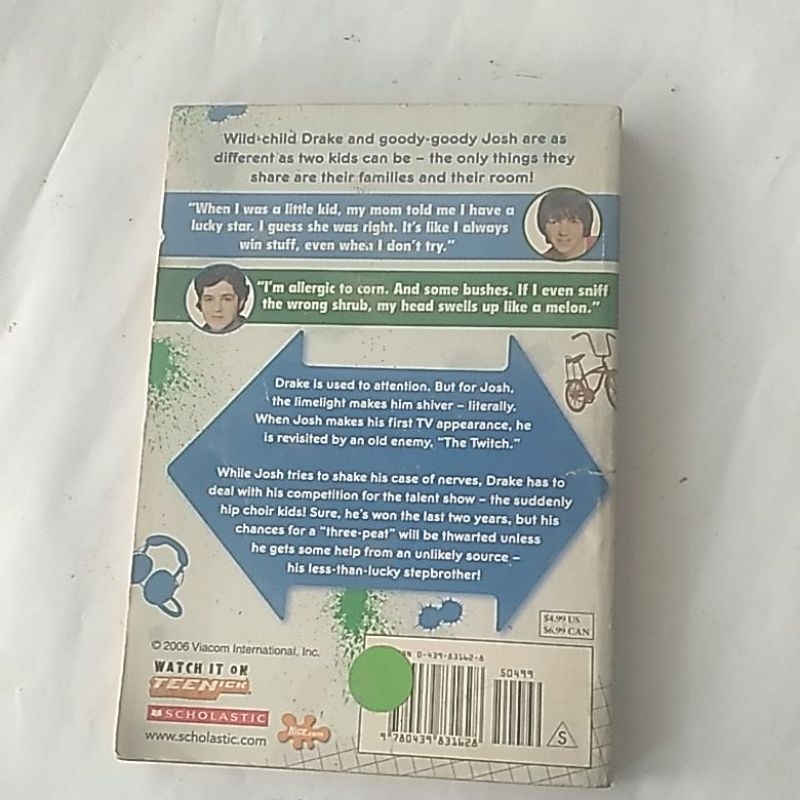 Wild-child Drake and goody-goody Josh are as
different as two kids can be – the only things they
share are their families and their room!
"When I was a little kid, my mom told me I have a
lucky star. I guess she was right. It's like I always
win stuff, even when I don't try."
"I'm allergic to corn. And some bushes. If I even sniff
the wrong shrub, my head swells up like a melon."
Drake is used to attention. But for Josh,
the limelight makes him shiver – literally.
When Josh makes his first TV appearance, he
is revisited by an old enemy, "The Twitch."
While Josh tries to shake his case of nerves, Drake has to
deal with his competition for the talent show – the suddenly
hip choir kids! Sure, he's won the last two years, but his
chances for a "three-peat" will be thwarted unless
he gets some help from an unlikely source –
his less-than-lucky stepbrother!
$4.99 US
$6.99 CAN
© 2006 Viacom International, Inc.
WATCH IT ON
TEENick
SCHOLASTIC
www.scholastic.com
Nick.com
0-439-83162-8
50499
9 780439 831628
S